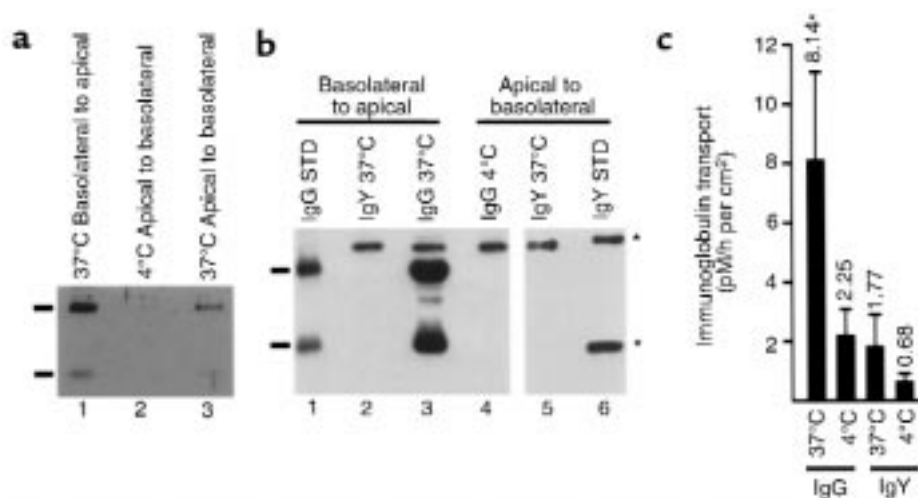 a
37°C Basolateral to apical
4°C Apical to basolateral
37°C Apical to basolateral
1 2 3
b
Basolateral
to apical
Apical to
basolateral
IgG STD
IgY 37°C
IgG 37°C
IgG 4°C
IgY 37°C
IgY STD
*
*
1 2 3 4 5 6
c
Immunoglobulin transport
(pM/h per cm²)
12
10
8
6
4
2
8.14*
2.25
1.77
0.68
37°C
4°C
37°C
4°C
IgG IgY